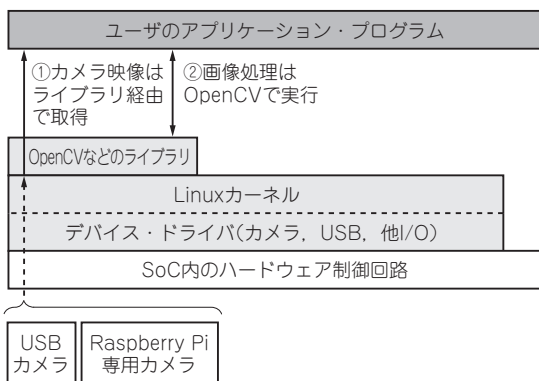 ユーザのアプリケーション・プログラム
①カメラ映像は
ライブラリ経由
で取得
②画像処理は
OpenCVで実行
OpenCVなどのライブラリ
Linuxカーネル
デバイス・ドライバ(カメラ，USB，他I/O)
SoC内のハードウェア制御回路
USB
カメラ
Raspberry Pi
専用カメラ